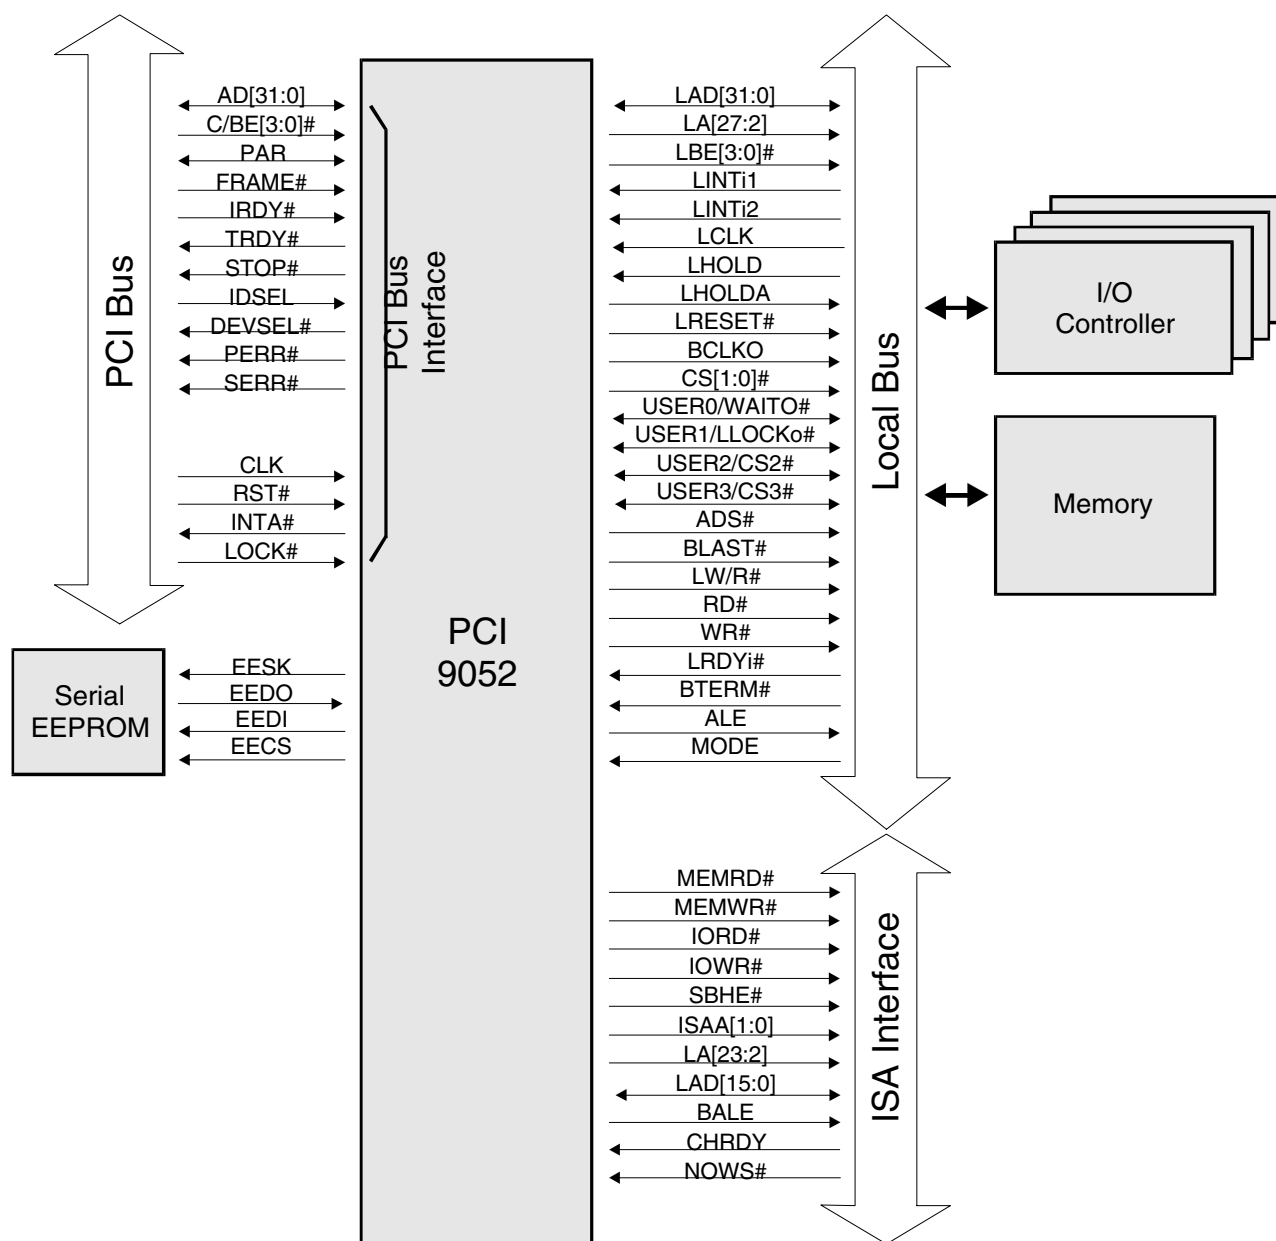 PCI Bus
AD[31:0]
C/BE[3:0]#
PAR
FRAME#
IRDY#
TRDY#
STOP#
IDSEL
DEVSEL#
PERR#
SERR#
CLK
RST#
INTA#
LOCK#
PCI Bus
Interface
Serial
EEPROM
EESK
EEDO
EEDI
EECS
PCI
9052
LAD[31:0]
LA[27:2]
LBE[3:0]#
LINTi1
LINTi2
LCLK
LHOLD
LHOLDA
LRESET#
BCLKO
CS[1:0]#
USER0/WAITO#
USER1/LLOCKo#
USER2/CS2#
USER3/CS3#
ADS#
BLAST#
LW/R#
RD#
WR#
LRDYi#
BTERM#
ALE
MODE
Local Bus
I/O
Controller
Memory
MEMRD#
MEMWR#
IORD#
IOWR#
SBHE#
ISAA[1:0]
LA[23:2]
LAD[15:0]
BALE
CHRDY
NOWS#
ISA Interface